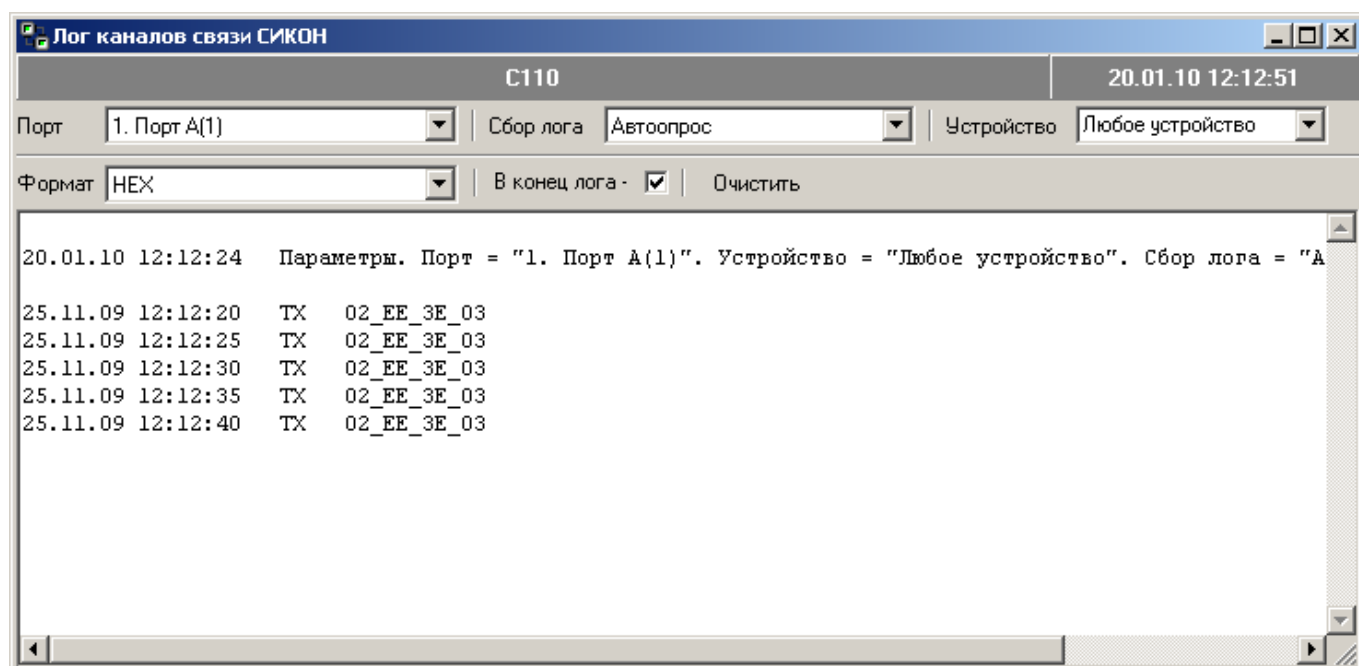 Лог каналов связи СИКОН
С110 20.01.10 12:12:51
Порт 1. Порт А(1) Сбор лога Автоопрос Устройство Любое устройство
Формат HEX В конец лога - Очистить
20.01.10 12:12:24 Параметры. Порт = "1. Порт А(1)". Устройство = "Любое устройство". Сбор лога = "А
25.11.09 12:12:20 TX 02_EE_3E_03
25.11.09 12:12:25 TX 02_EE_3E_03
25.11.09 12:12:30 TX 02_EE_3E_03
25.11.09 12:12:35 TX 02_EE_3E_03
25.11.09 12:12:40 TX 02_EE_3E_03